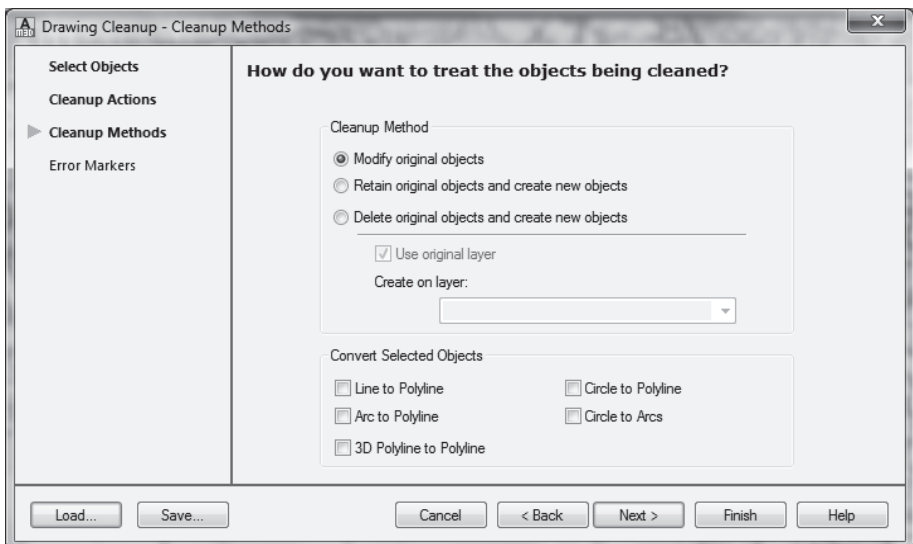 Drawing Cleanup - Cleanup Methods
Select Objects
Cleanup Actions
Cleanup Methods
Error Markers
How do you want to treat the objects being cleaned?
Cleanup Method
Modify original objects
Retain original objects and create new objects
Delete original objects and create new objects
Use original layer
Create on layer:
Convert Selected Objects
Line to Polyline
Circle to Polyline
Arc to Polyline
Circle to Arcs
3D Polyline to Polyline
Load... Save... Cancel < Back Next > Finish Help